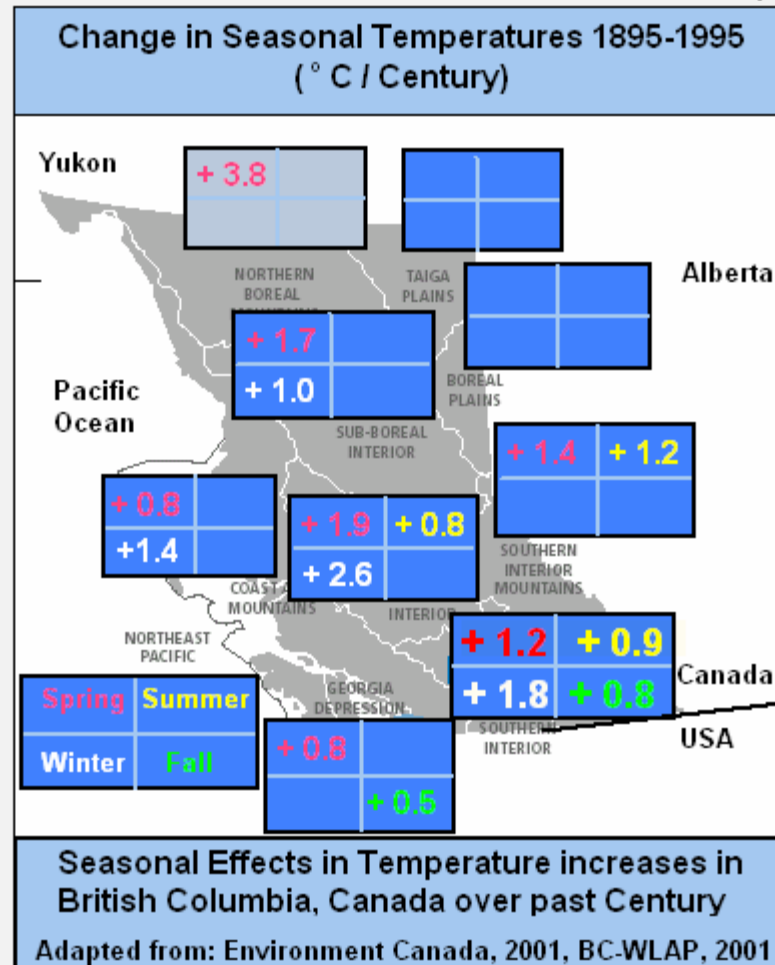 Change in Seasonal Temperatures 1895-1995
( ° C / Century)
Yukon
+ 3.8
NORTHERN
BOREAL
TAIGA
PLAINS
Alberta
+ 1.7
+ 1.0
Pacific
Ocean
BOREAL
PLAINS
SUB-BOREAL
INTERIOR
+ 1.4
+ 1.2
+ 0.8
+1.4
+ 1.9
+ 0.8
+ 2.6
SOUTHERN
INTERIOR
MOUNTAINS
COAST
MOUNTAINS
INTERIOR
NORTHEAST
PACIFIC
+ 1.2
+ 0.9
+ 1.8
+ 0.8
Canada
USA
GEORGIA
DEPRESSION
SOUTHERN
INTERIOR
Spring
Summer
Winter
Fall
+ 0.8
+ 0.5
Seasonal Effects in Temperature increases in
British Columbia, Canada over past Century
Adapted from: Environment Canada, 2001, BC-WLAP, 2001